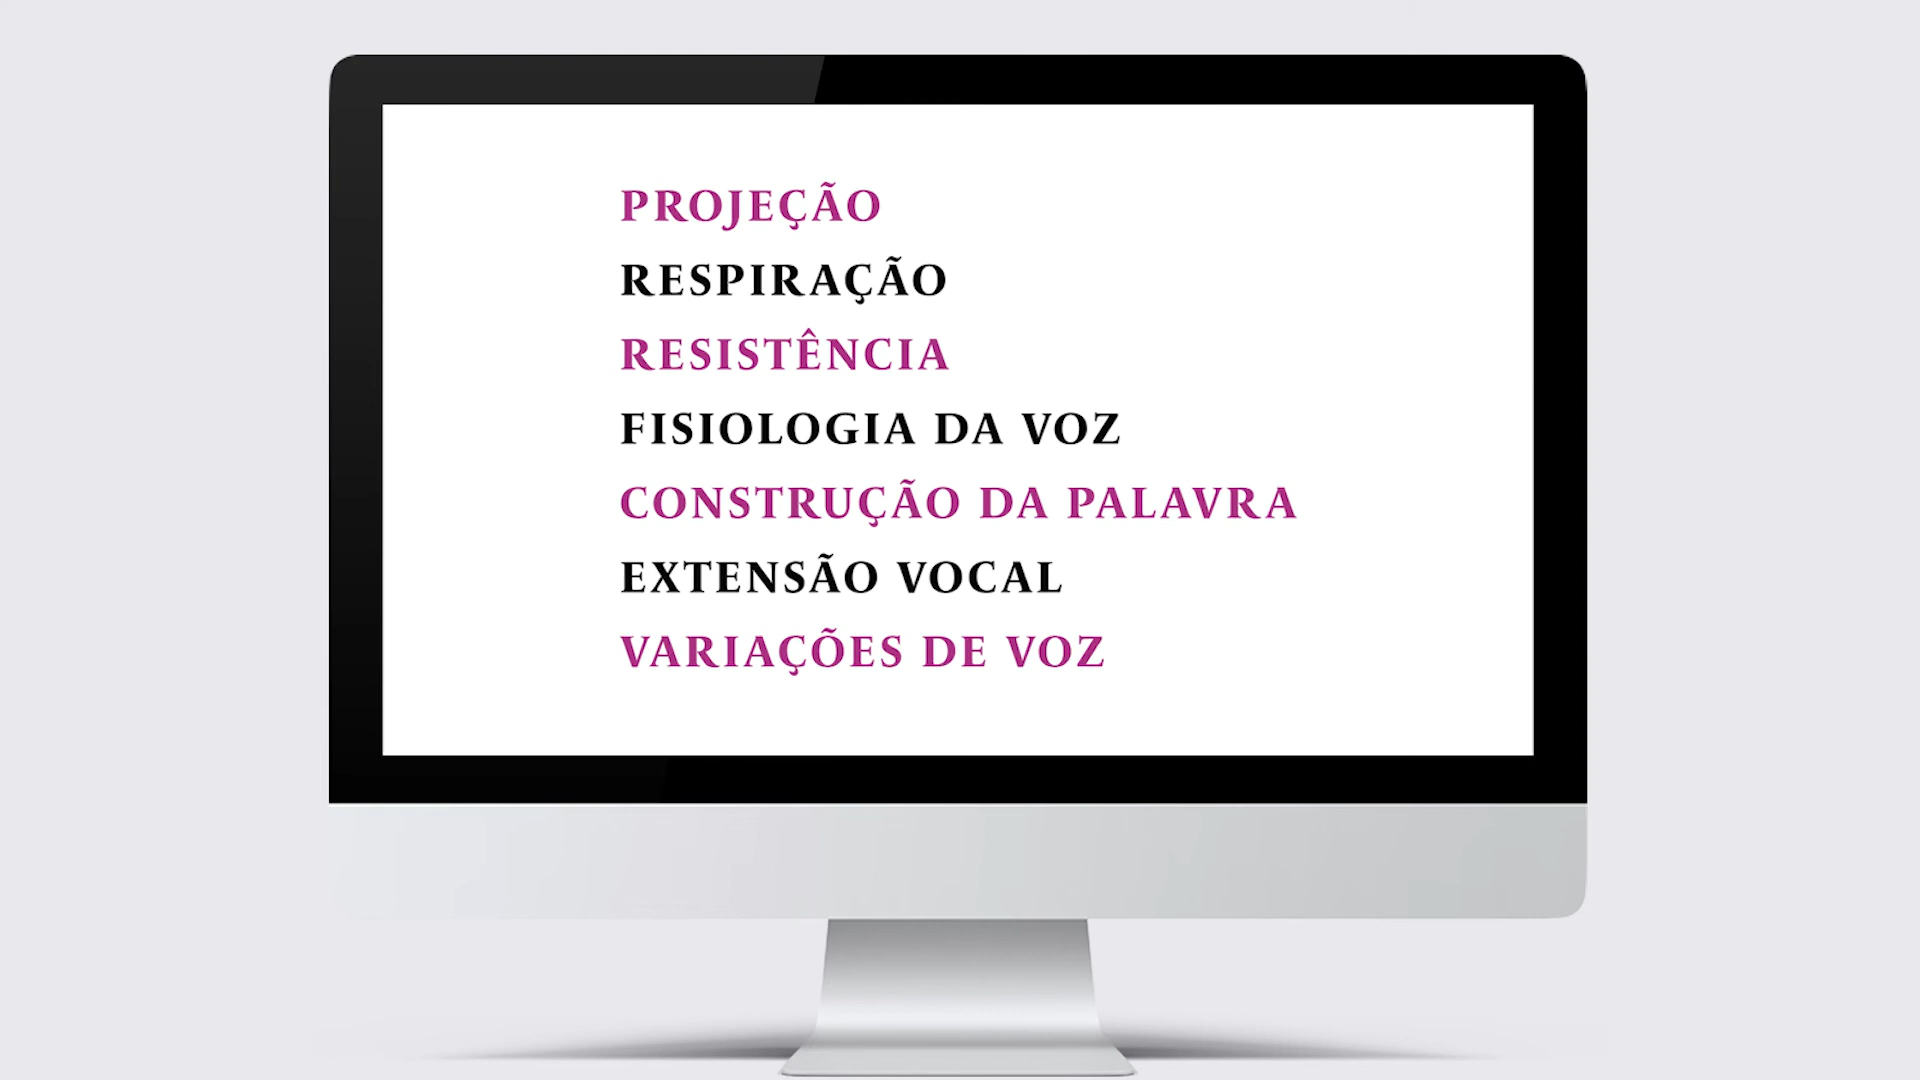 PROJEÇÃO
RESPIRAÇÃO
RESISTÊNCIA
FISIOLOGIA DA VOZ
CONSTRUÇÃO DA PALAVRA
EXTENSÃO VOCAL
VARIAÇÕES DE VOZ